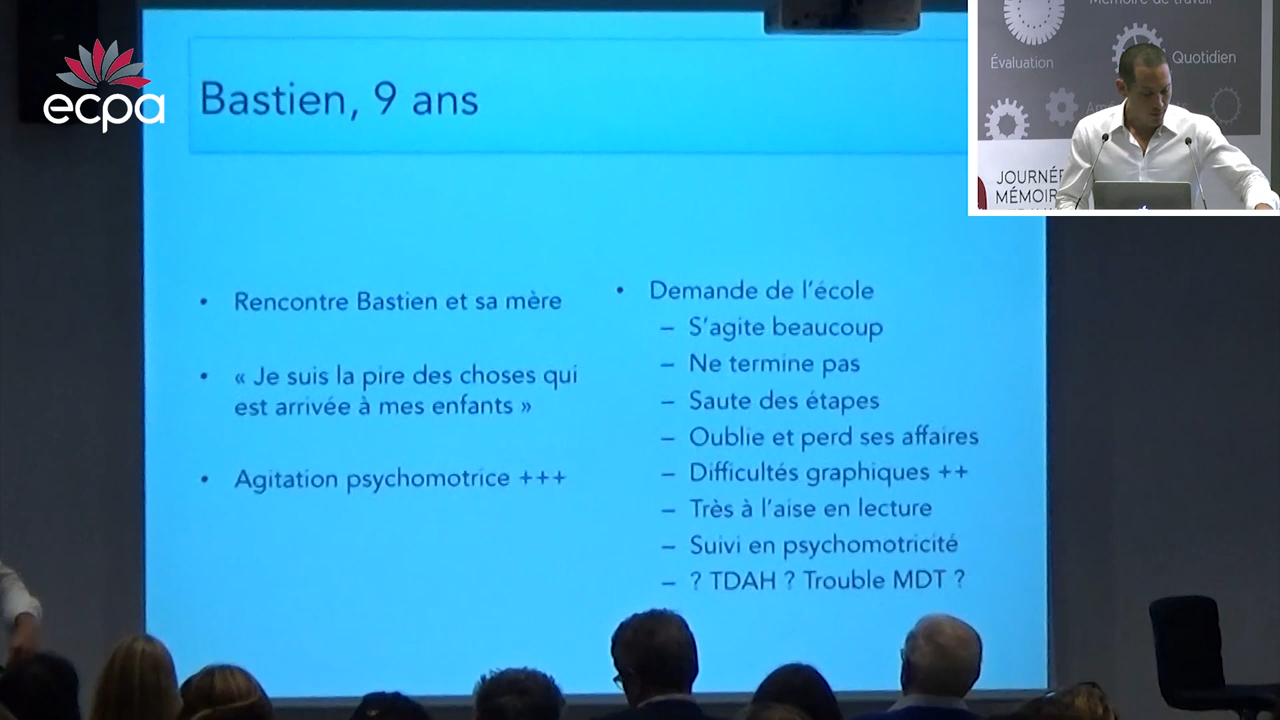 ecpa
Bastien, 9 ans
• Rencontre Bastien et sa mère
• « Je suis la pire des choses qui
est arrivée à mes enfants »
• Agitation psychomotrice +++
• Demande de l’école
– S’agite beaucoup
– Ne termine pas
– Saute des étapes
– Oublie et perd ses affaires
– Difficultés graphiques ++
– Très à l’aise en lecture
– Suivi en psychomotricité
– ? TDAH ? Trouble MDT ?
Mémoire de travail
Évaluation
Quotidien
JOURNÉE
MÉMOIR